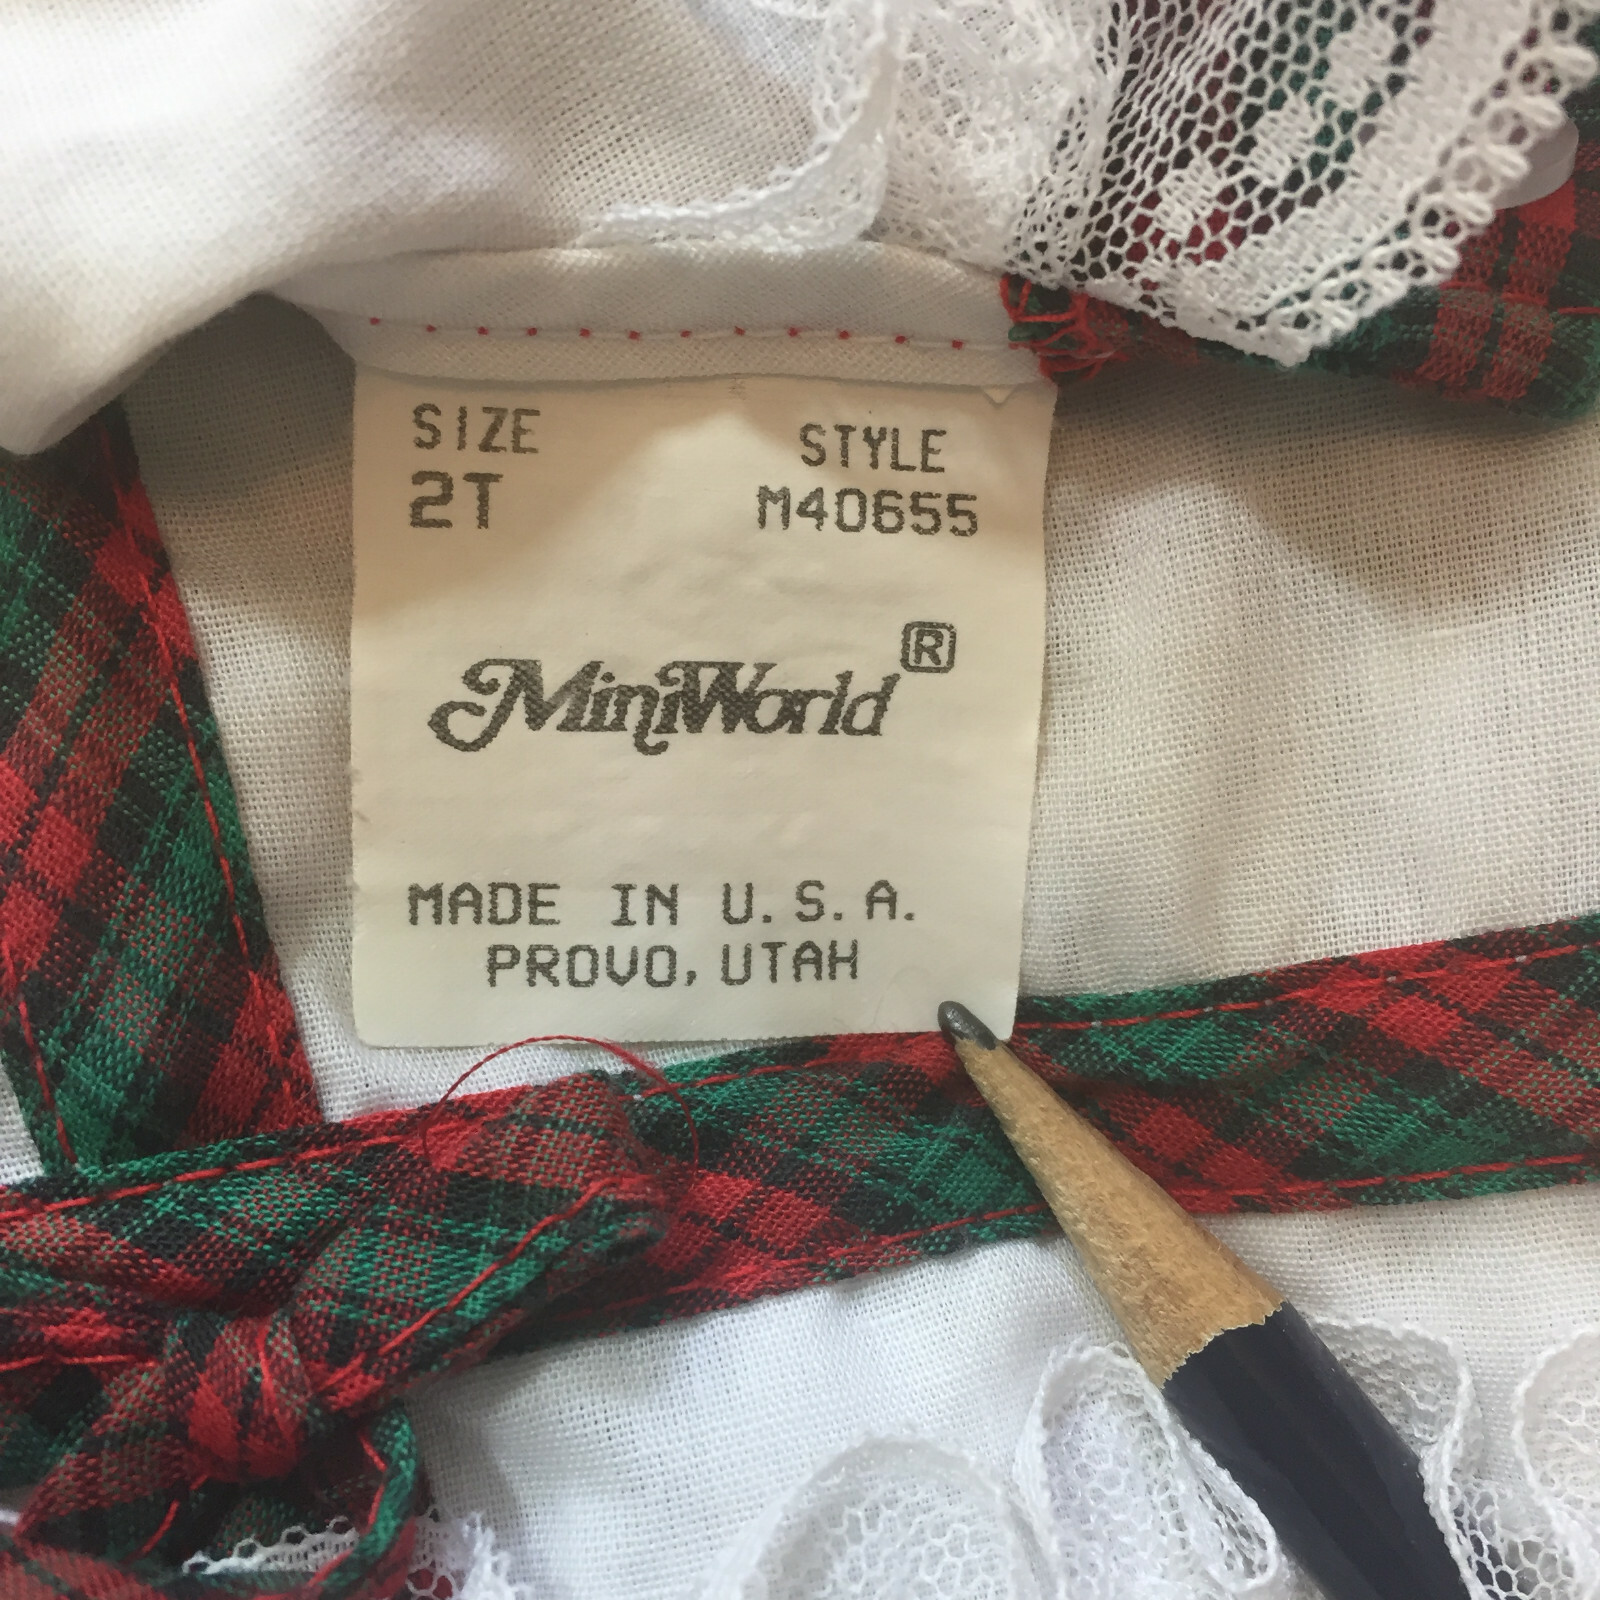 SIZE
2T
STYLE
M40655
MiniWorld®
MADE IN U.S.A.
PROVO, UTAH